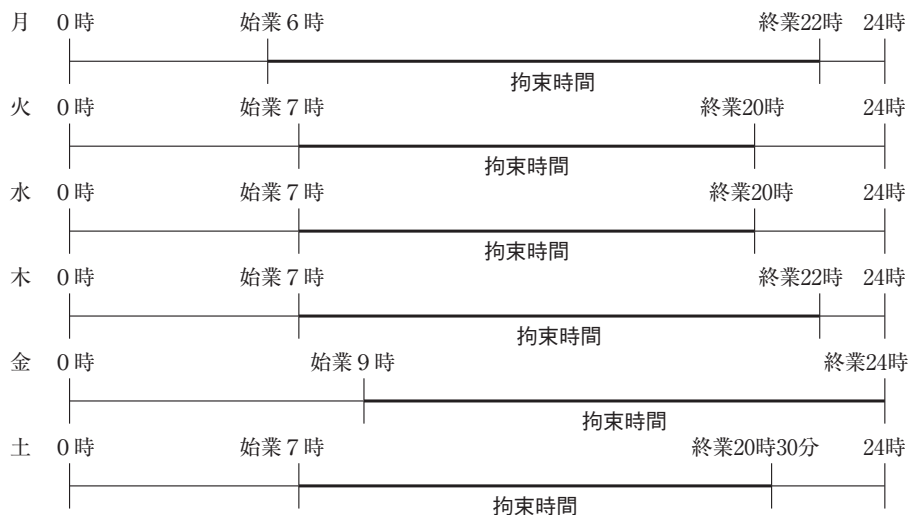 月 0時 始業6時 終業22時 24時
拘束時間
火 0時 始業7時 終業20時 24時
拘束時間
水 0時 始業7時 終業20時 24時
拘束時間
木 0時 始業7時 終業22時 24時
拘束時間
金 0時 始業9時 終業24時
拘束時間
土 0時 始業7時 終業20時30分 24時
拘束時間